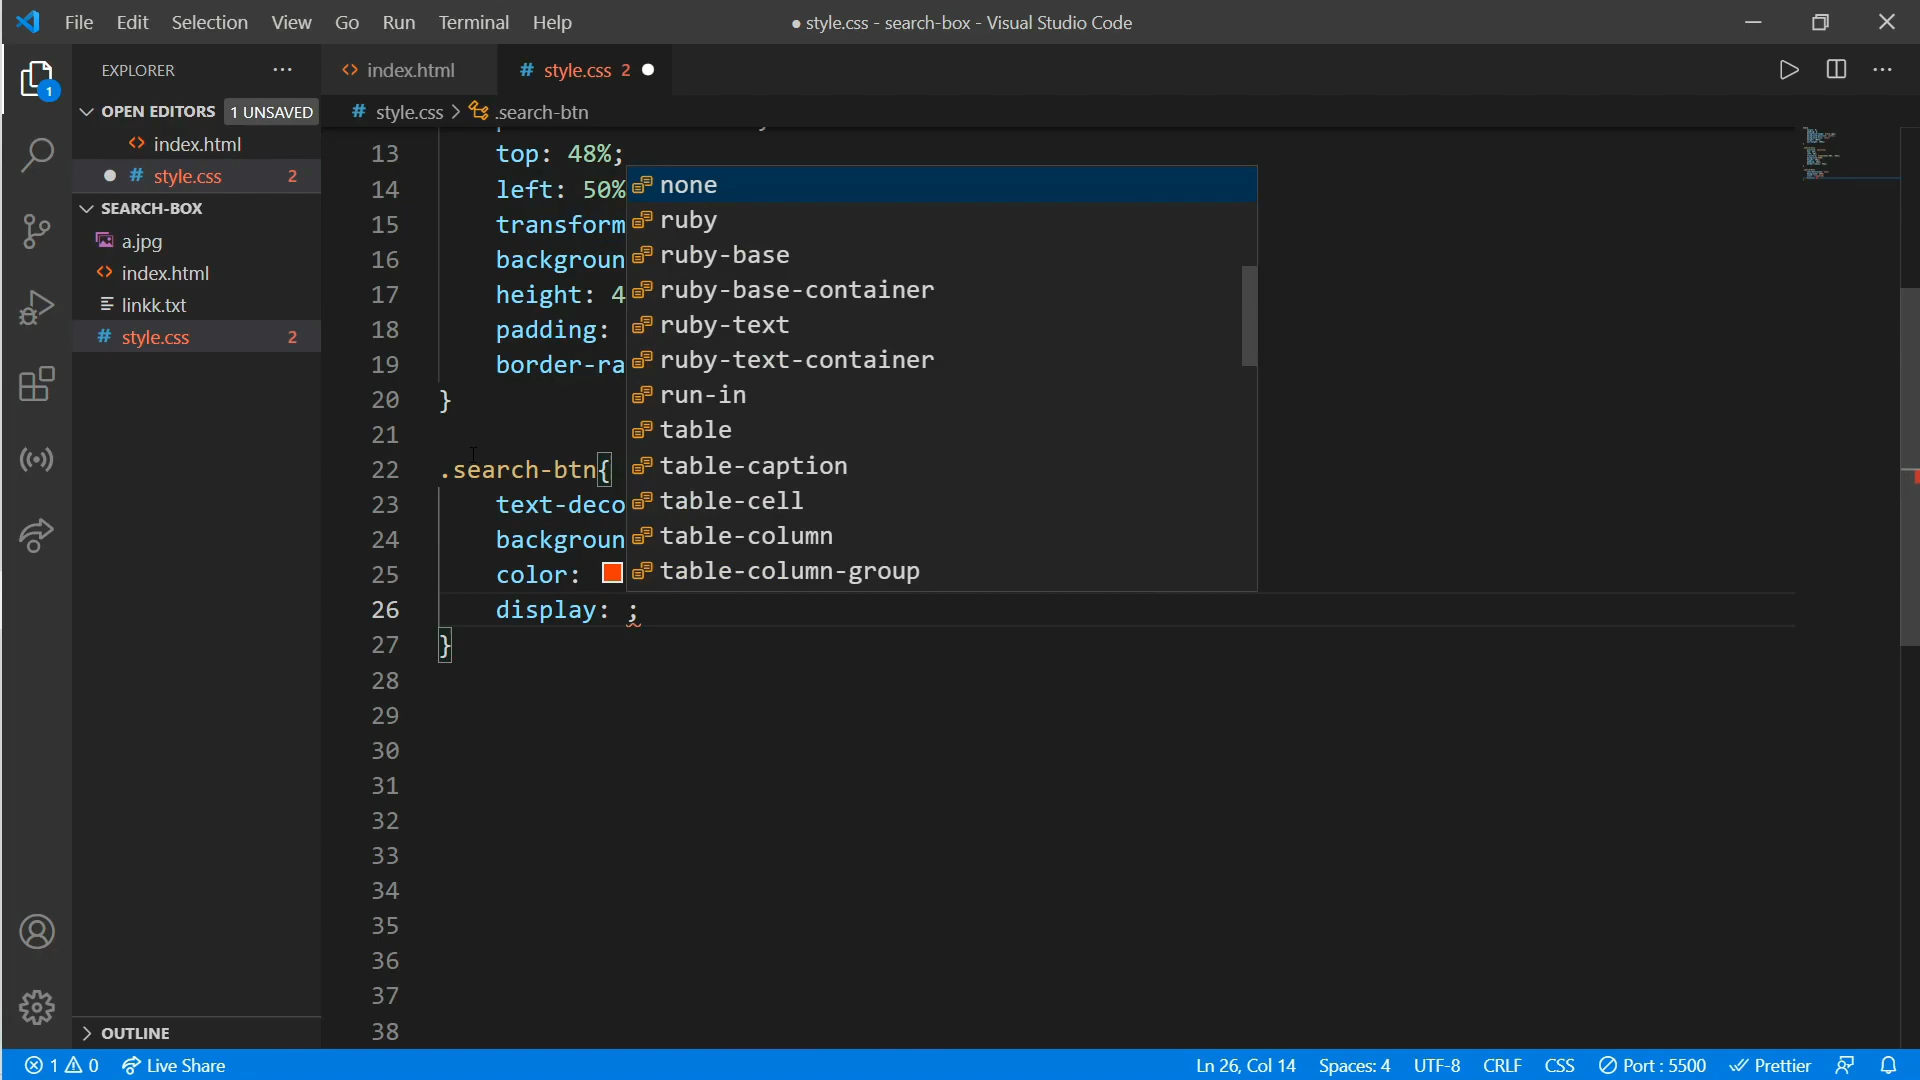 File Edit Selection View Go Run Terminal Help
● style.css - search-box - Visual Studio Code
1
EXPLORER ···
OPEN EDITORS 1 UNSAVED
<> index.html
● # style.css 2
SEARCH-BOX
a.jpg
<> index.html
linkk.txt
# style.css 2
OUTLINE
<> index.html
# style.css 2 ●
# style.css > .search-btn
13 top: 48%;
14 left: 50%
15 transform
16 backgroun
17 height: 4
18 padding:
19 border-ra
20 }
21
22 .search-btn{
23 text-deco
24 backgroun
25 color:
26 display: ;
27 }
28
29
30
31
32
33
34
35
36
37
38
none
ruby
ruby-base
ruby-base-container
ruby-text
ruby-text-container
run-in
table
table-caption
table-cell
table-column
table-column-group
1 0 Live Share
Ln 26, Col 14 Spaces: 4 UTF-8 CRLF CSS Port : 5500 Prettier